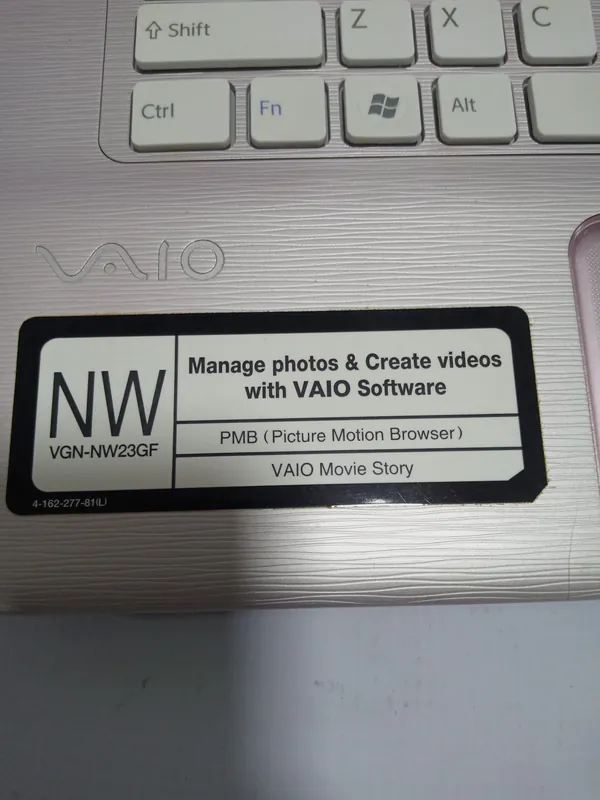 Shift Z X C
Ctrl Fn Alt
VAIO
NW
VGN-NW23GF
4-162-277-81(L)
Manage photos & Create videos
with VAIO Software
PMB (Picture Motion Browser)
VAIO Movie Story